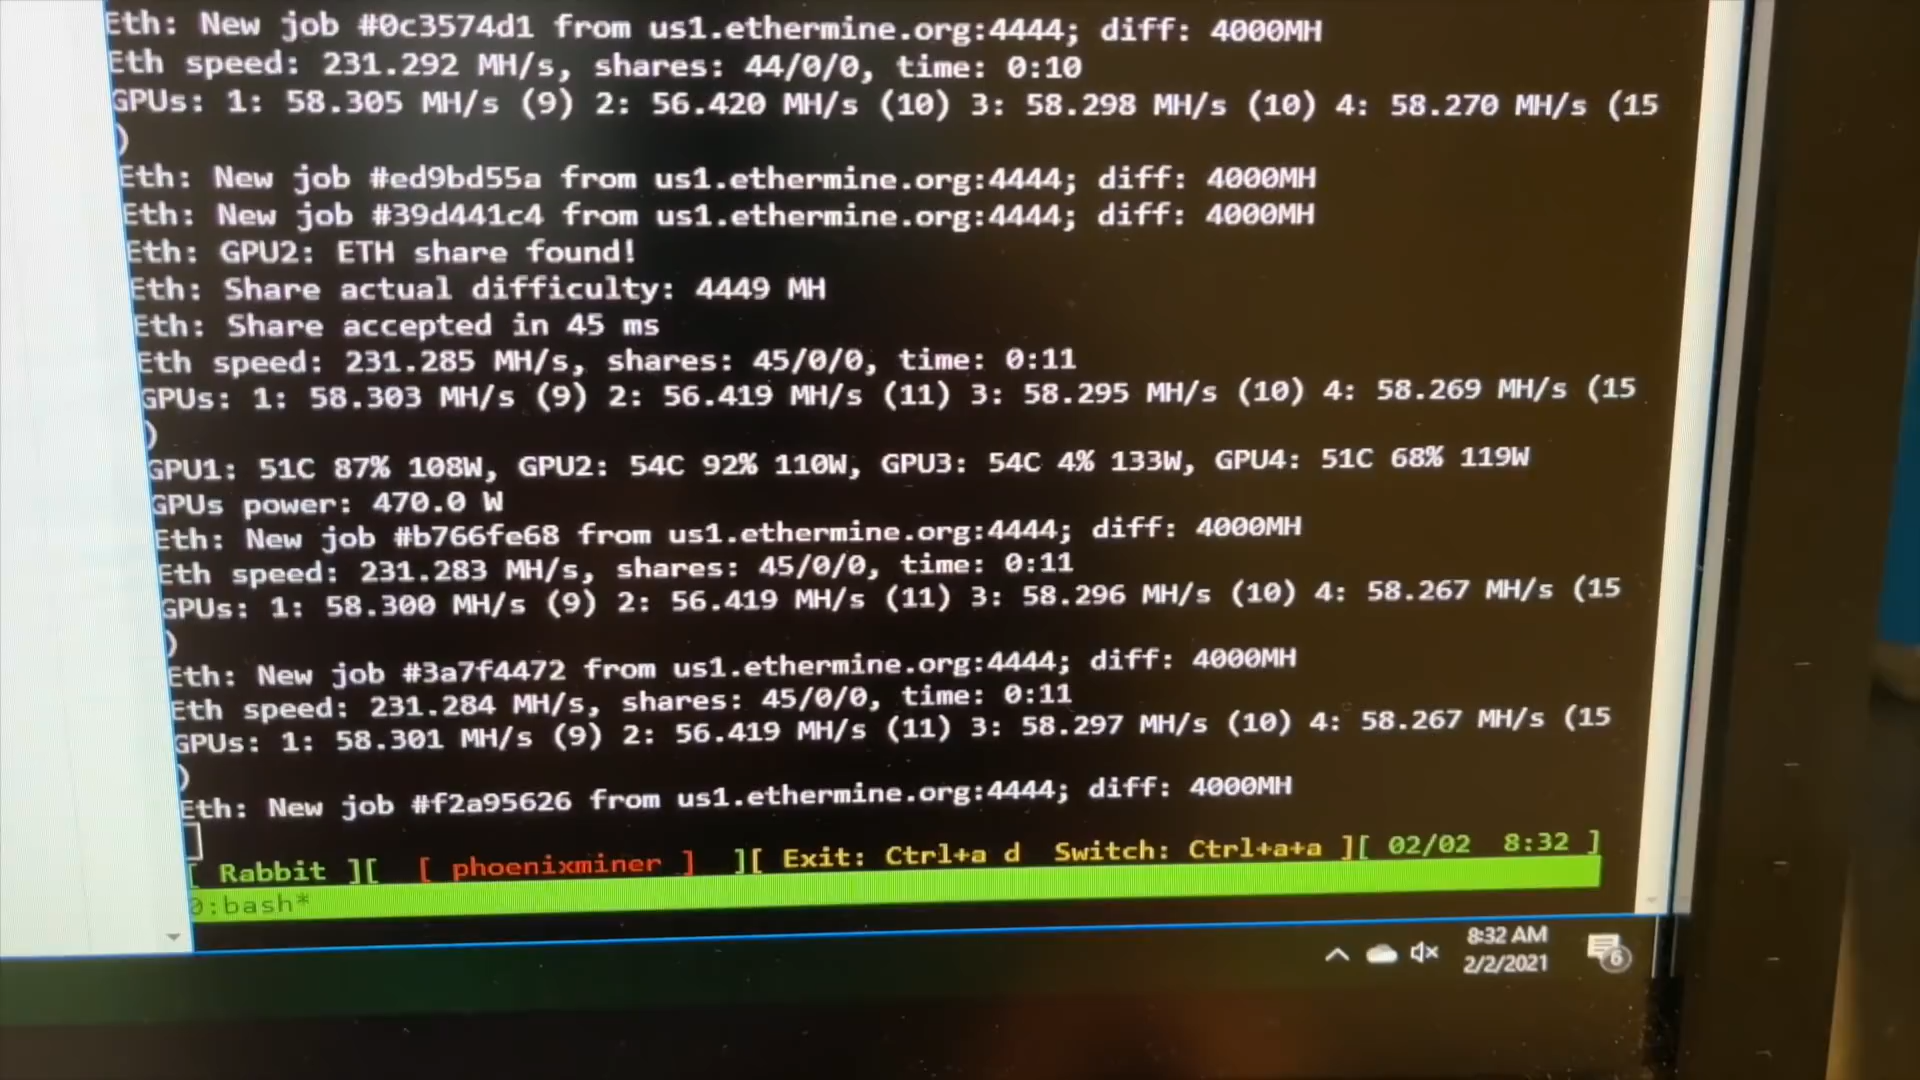 Eth: New job #0c3574d1 from us1.ethermine.org:4444; diff: 4000MH
Eth speed: 231.292 MH/s, shares: 44/0/0, time: 0:10
GPUs: 1: 58.305 MH/s (9) 2: 56.420 MH/s (10) 3: 58.298 MH/s (10) 4: 58.270 MH/s (15
)
Eth: New job #ed9bd55a from us1.ethermine.org:4444; diff: 4000MH
Eth: New job #39d441c4 from us1.ethermine.org:4444; diff: 4000MH
Eth: GPU2: ETH share found!
Eth: Share actual difficulty: 4449 MH
Eth: Share accepted in 45 ms
Eth speed: 231.285 MH/s, shares: 45/0/0, time: 0:11
GPUs: 1: 58.303 MH/s (9) 2: 56.419 MH/s (11) 3: 58.295 MH/s (10) 4: 58.269 MH/s (15
)
GPU1: 51C 87% 108W, GPU2: 54C 92% 110W, GPU3: 54C 4% 133W, GPU4: 51C 68% 119W
GPUs power: 470.0 W
Eth: New job #b766fe68 from us1.ethermine.org:4444; diff: 4000MH
Eth speed: 231.283 MH/s, shares: 45/0/0, time: 0:11
GPUs: 1: 58.300 MH/s (9) 2: 56.419 MH/s (11) 3: 58.296 MH/s (10) 4: 58.267 MH/s (15
)
Eth: New job #3a7f4472 from us1.ethermine.org:4444; diff: 4000MH
Eth speed: 231.284 MH/s, shares: 45/0/0, time: 0:11
GPUs: 1: 58.301 MH/s (9) 2: 56.419 MH/s (11) 3: 58.297 MH/s (10) 4: 58.267 MH/s (15
)
Eth: New job #f2a95626 from us1.ethermine.org:4444; diff: 4000MH
[ Rabbit ][ [ phoenixminer ] ][ Exit: Ctrl+a d Switch: Ctrl+a+a ][ 02/02 8:32 ]
0:bash*
8:32 AM
2/2/2021
6